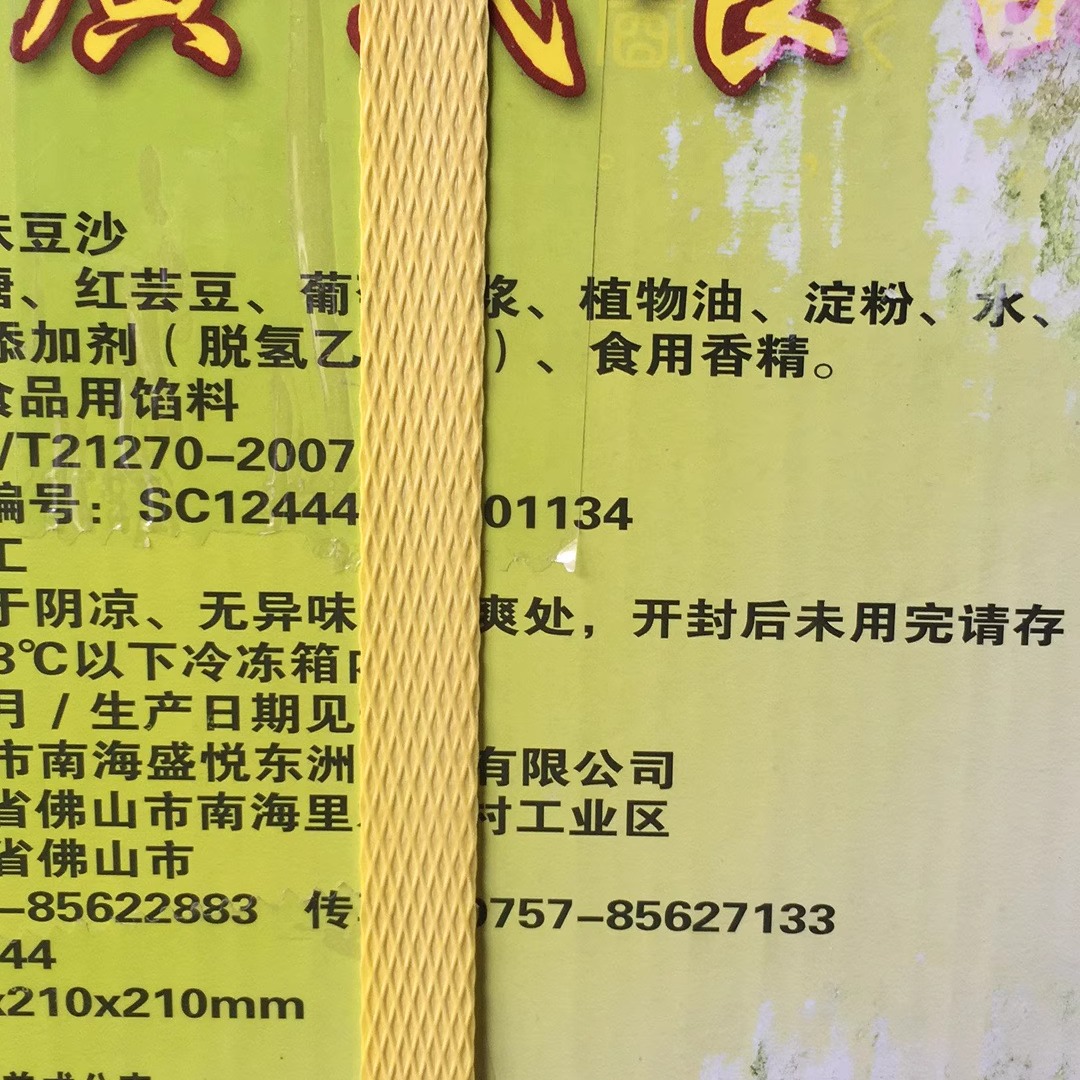 豆沙
、红芸豆、葡 浆、植物油、淀粉、水、
添加剂（脱氢乙 ）、食用香精。
食品用馅料
/T21270-2007
编号：SC12444 01134
工
于阴凉、无异味 爽处，开封后未用完请存
8℃以下冷冻箱
月/生产日期见
市南海盛悦东洲 有限公司
省佛山市南海里 村工业区
省佛山市
-85622883 传 0757-85627133
44
x210x210mm